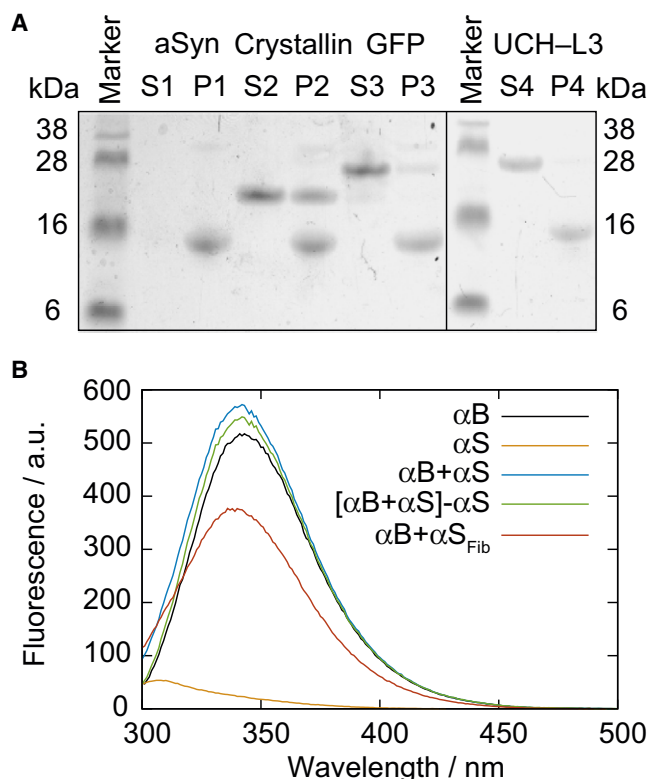 A
Marker
aSyn Crystallin GFP
Marker
UCH–L3
kDa S1 P1 S2 P2 S3 P3 S4 P4 kDa
38 38
28 28
16 16
6 6
B
600
500
400
300
200
100
0
Fluorescence / a.u.
αB
αS
αB+αS
[αB+αS]-αS
αB+αS_Fib
300 350 400 450 500
Wavelength / nm